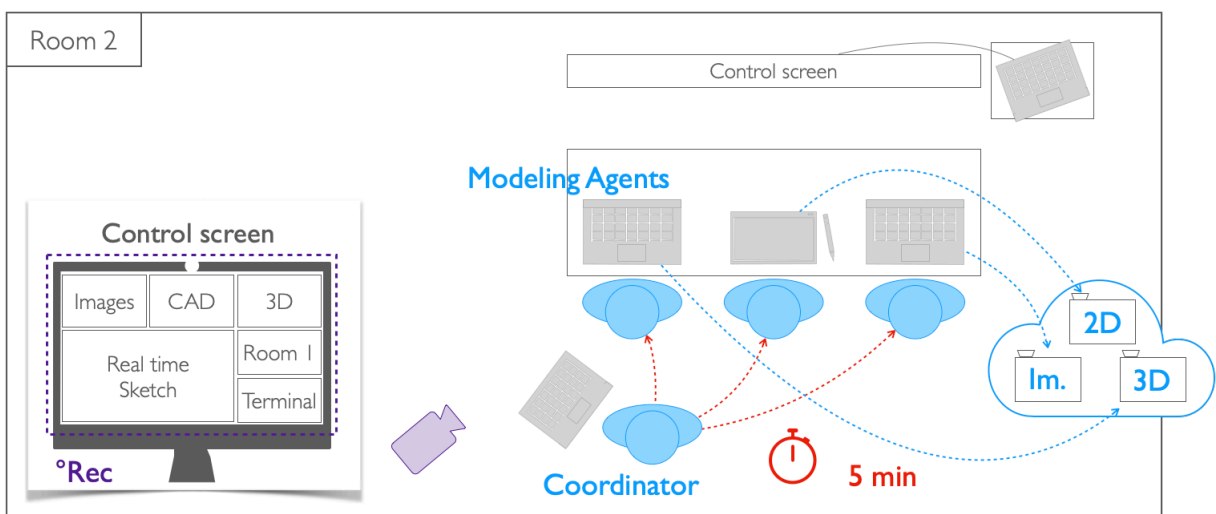 Room 2
Control screen
Modeling Agents
Control screen
Images
CAD
3D
Real time
Sketch
Room 1
Terminal
°Rec
2D
Im.
3D
Coordinator
5 min